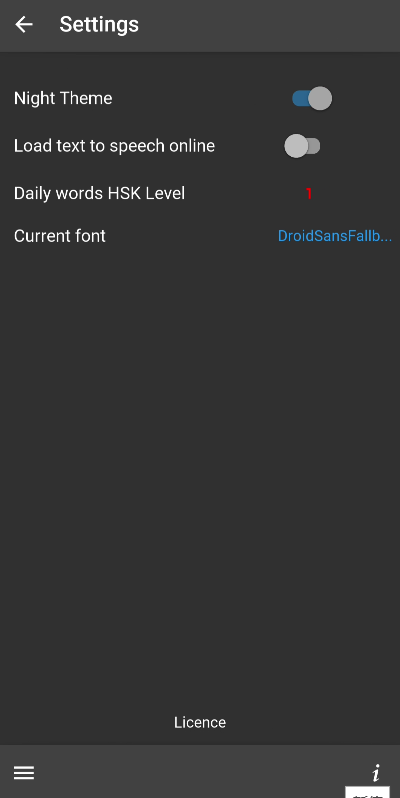 Settings
Night Theme
Load text to speech online
Daily words HSK Level 1
Current font DroidSansFallb...
Licence
i